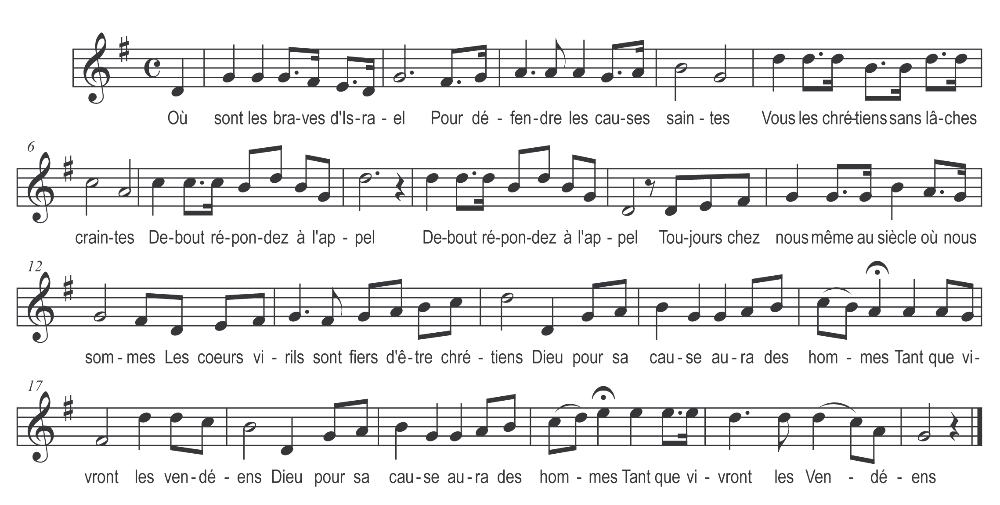 Où sont les bra-ves d'Is-ra - el Pour dé - fen-dre les cau-ses sain - tes Vous les chré-tiens sans lâ-ches
6
crain-tes De-bout ré-pon-dez à l'ap - pel De-bout ré-pon-dez à l'ap - pel Tou-jours chez nous même au siècle où nous
12
som - mes Les coeurs vi - rils sont fiers d'ê-tre chré - tiens Dieu pour sa cau - se au - ra des hom - mes Tant que vi-
17
vront les ven-dé - ens Dieu pour sa cau-se au-ra des hom - mes Tant que vi - vront les Ven - dé - ens